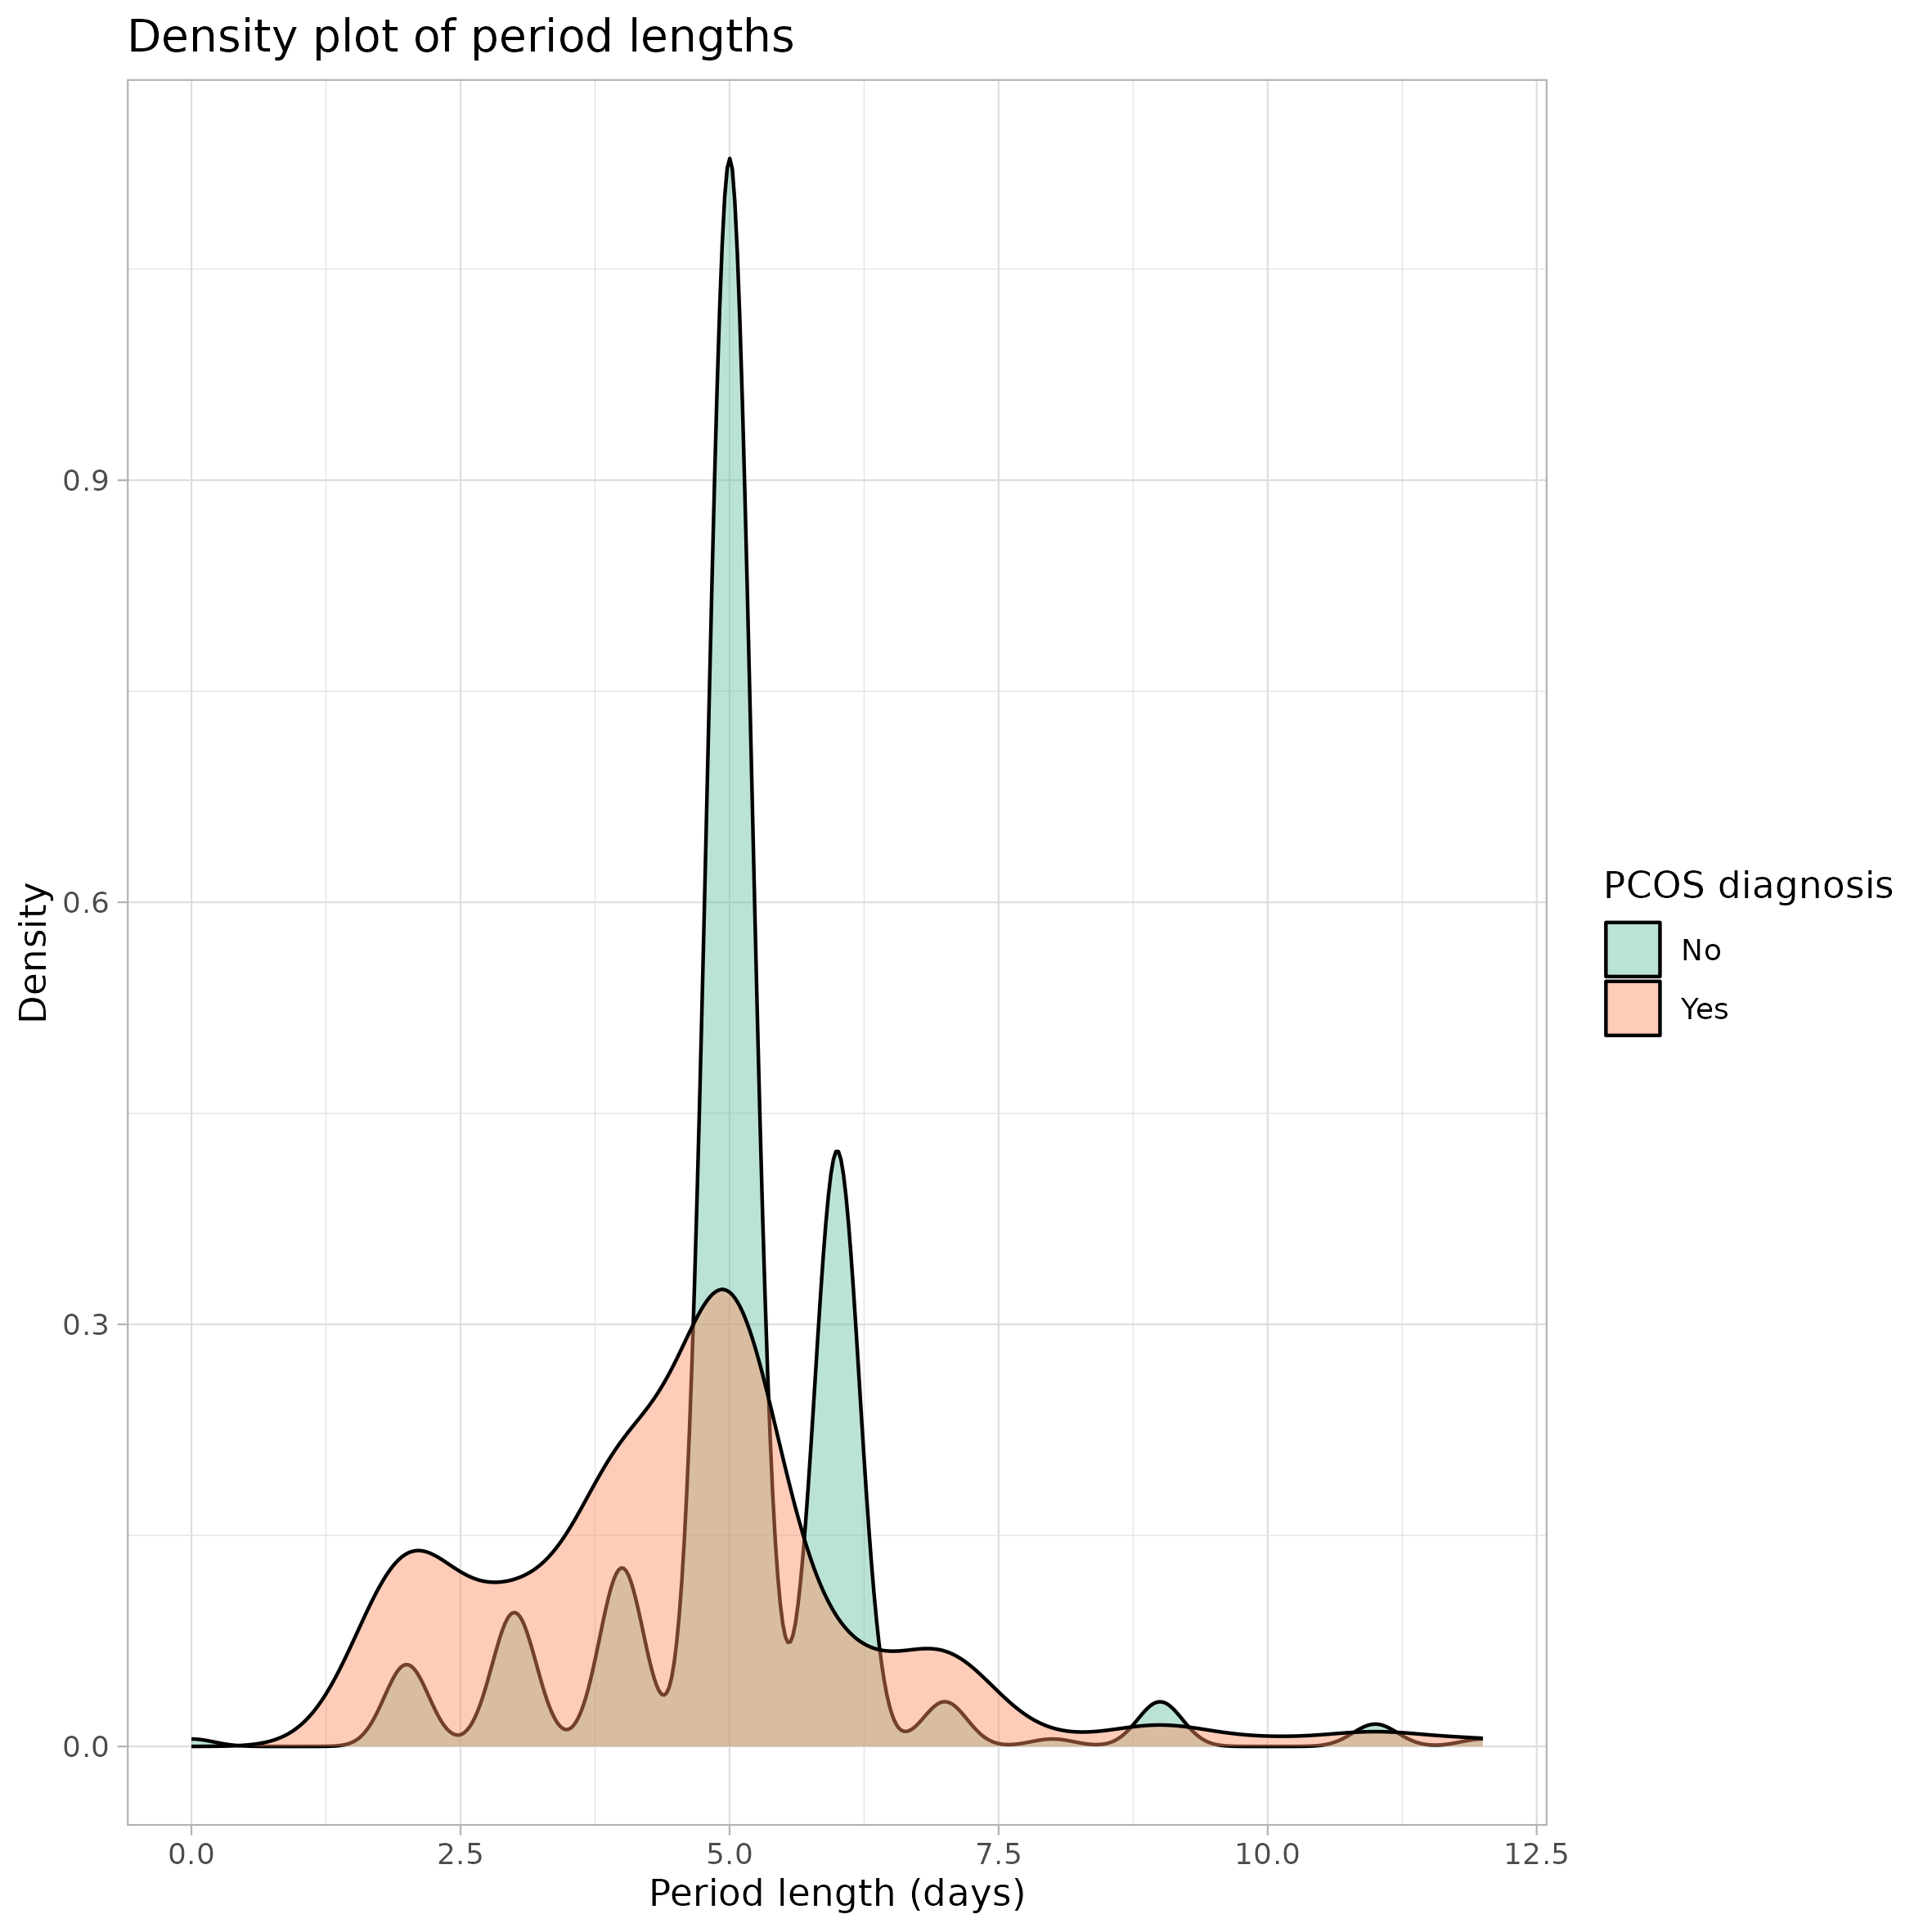 Density plot of period lengths
0.9
0.6
0.3
0.0
Density
0.0 2.5 5.0 7.5 10.0 12.5
Period length (days)
PCOS diagnosis
No
Yes